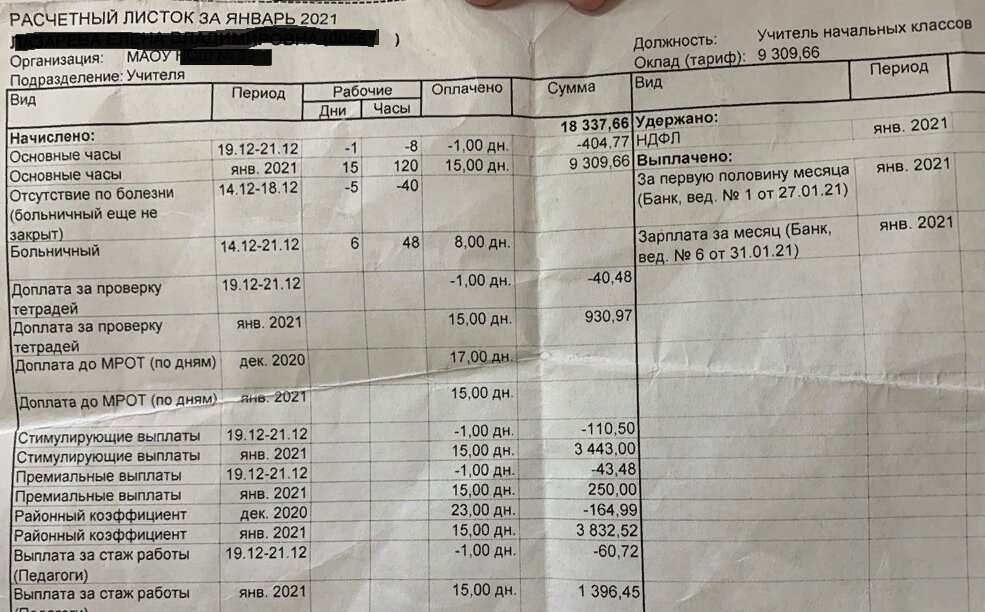 РАСЧЕТНЫЙ ЛИСТОК ЗА ЯНВАРЬ 2021
)
Организация: МАОУ
Подразделение: Учителя
Должность: Учитель начальных классов
Оклад (тариф): 9 309,66
Вид Период Рабочие Оплачено Сумма Вид Период
Дни Часы
Начислено: 18 337,66 Удержано:
Основные часы 19.12-21.12 -1 -8 -1,00 дн. -404,77 НДФЛ янв. 2021
Основные часы янв. 2021 15 120 15,00 дн. 9 309,66 Выплачено:
Отсутствие по болезни 14.12-18.12 -5 -40 За первую половину месяца янв. 2021
(больничный еще не (Банк, вед. № 1 от 27.01.21)
закрыт)
Больничный 14.12-21.12 6 48 8,00 дн. Зарплата за месяц (Банк, янв. 2021
вед. № 6 от 31.01.21)
Доплата за проверку 19.12-21.12 -1,00 дн. -40,48
тетрадей
Доплата за проверку янв. 2021 15,00 дн. 930,97
тетрадей
Доплата до МРОТ (по дням) дек. 2020 17,00 дн.
Доплата до МРОТ (по дням) янв. 2021 15,00 дн.
Стимулирующие выплаты 19.12-21.12 -1,00 дн. -110,50
Стимулирующие выплаты янв. 2021 15,00 дн. 3 443,00
Премиальные выплаты 19.12-21.12 -1,00 дн. -43,48
Премиальные выплаты янв. 2021 15,00 дн. 250,00
Районный коэффициент дек. 2020 23,00 дн. -164,99
Районный коэффициент янв. 2021 15,00 дн. 3 832,52
Выплата за стаж работы 19.12-21.12 -1,00 дн. -60,72
(Педагоги)
Выплата за стаж работы янв. 2021 15,00 дн. 1 396,45